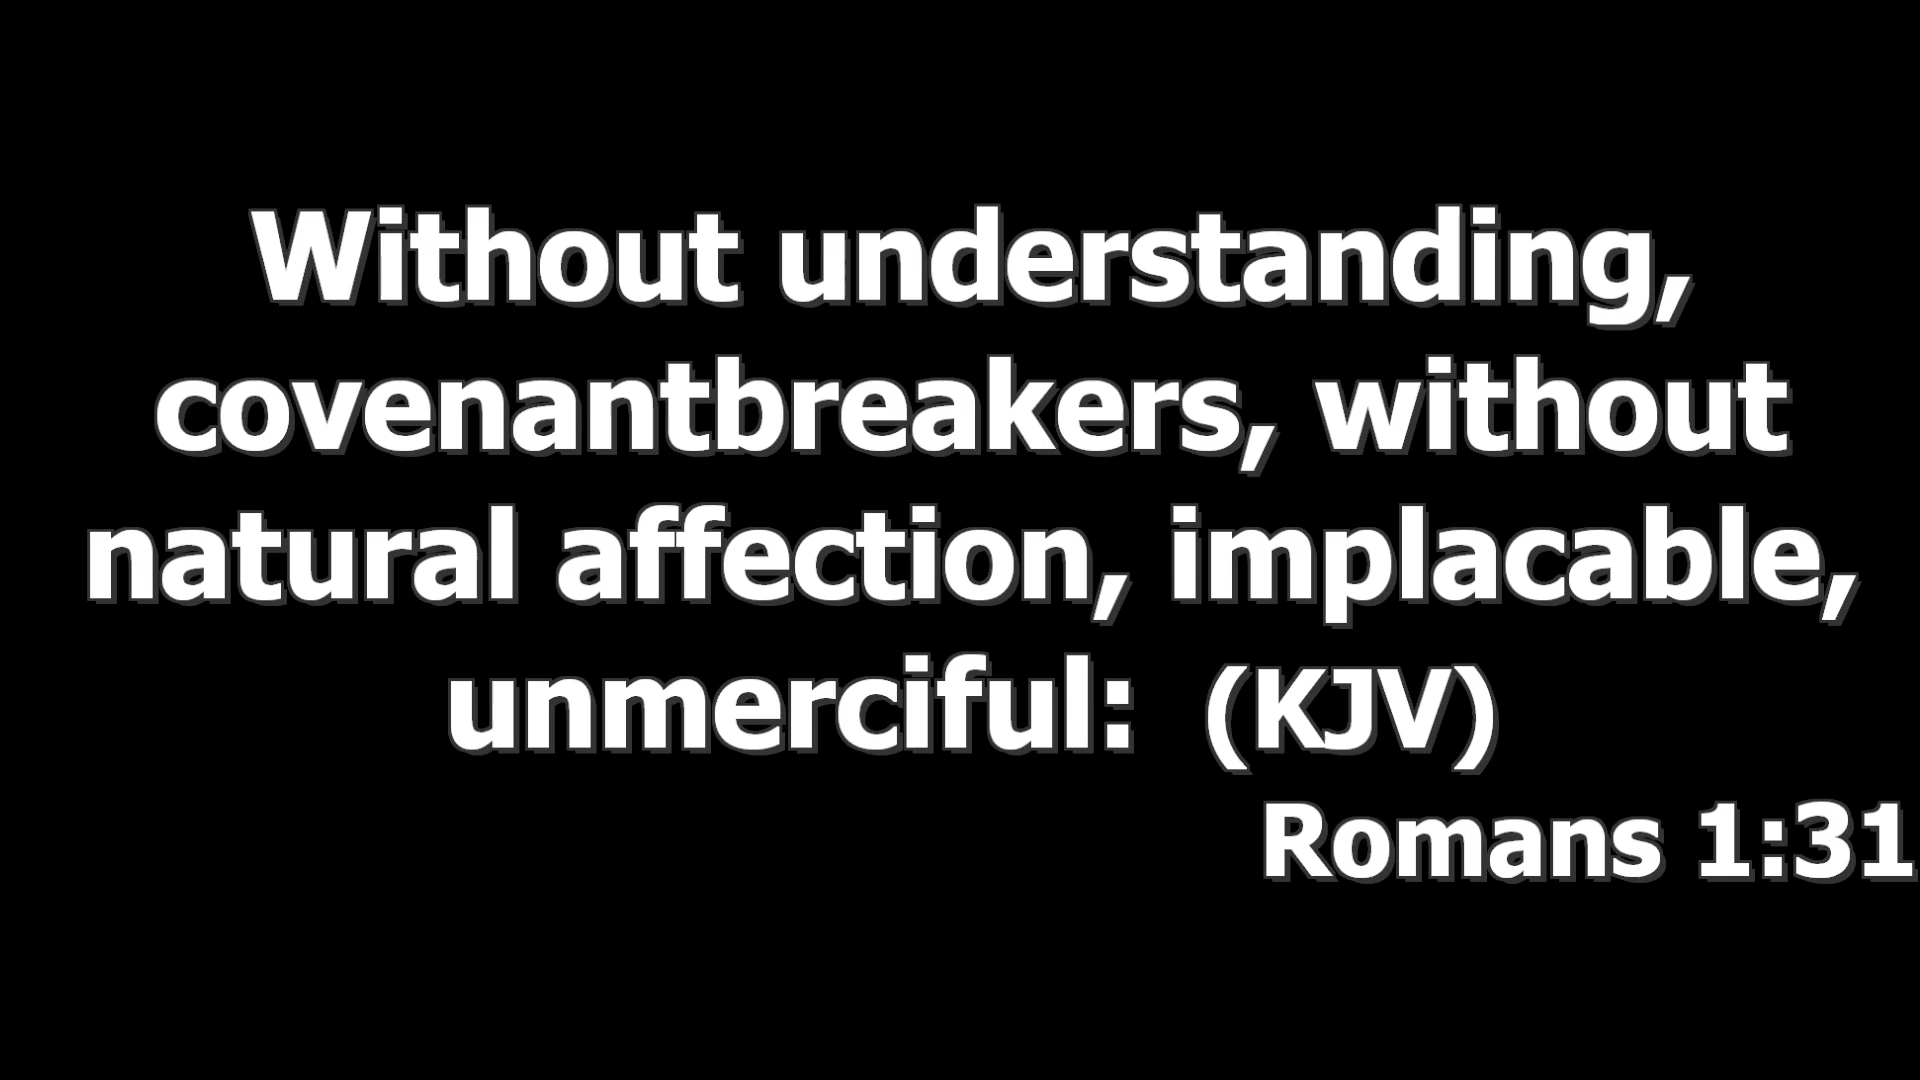 Without understanding,
covenantbreakers, without
natural affection, implacable,
unmerciful: (KJV)
Romans 1:31